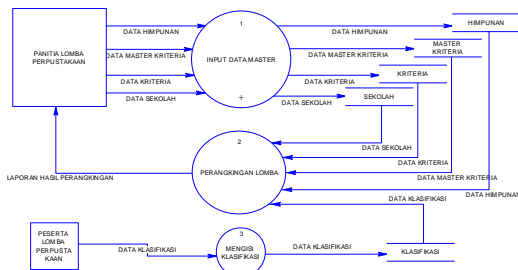 1
HIMPUNAN
DATA HIMPUNAN
DATA HIMPUNAN
PANITIA LOMBA
PERPUSTAKAAN
DATA MASTER KRITERIA
INPUT DATA MASTER
DATA MASTER KRITERIA
MASTER
KRITERIA
DATA KRITERIA
DATA KRITERIA
KRITERIA
DATA SEKOLAH
+
DATA SEKOLAH
SEKOLAH
2
DATA SEKOLAH
DATA KRITERIA
PERANGKINGAN LOMBA
LAPORAN HASIL PERANGKINGAN
DATA MASTER KRITERIA
DATA HIMPUNAN
DATA KLASIFIKASI
PESERTA
LOMBA
PERPUSTA
KAAN
DATA KLASIFIKASI
3
MENGISI
KLASIFIKASI
DATA KLASIFIKASI
KLASIFIKASI